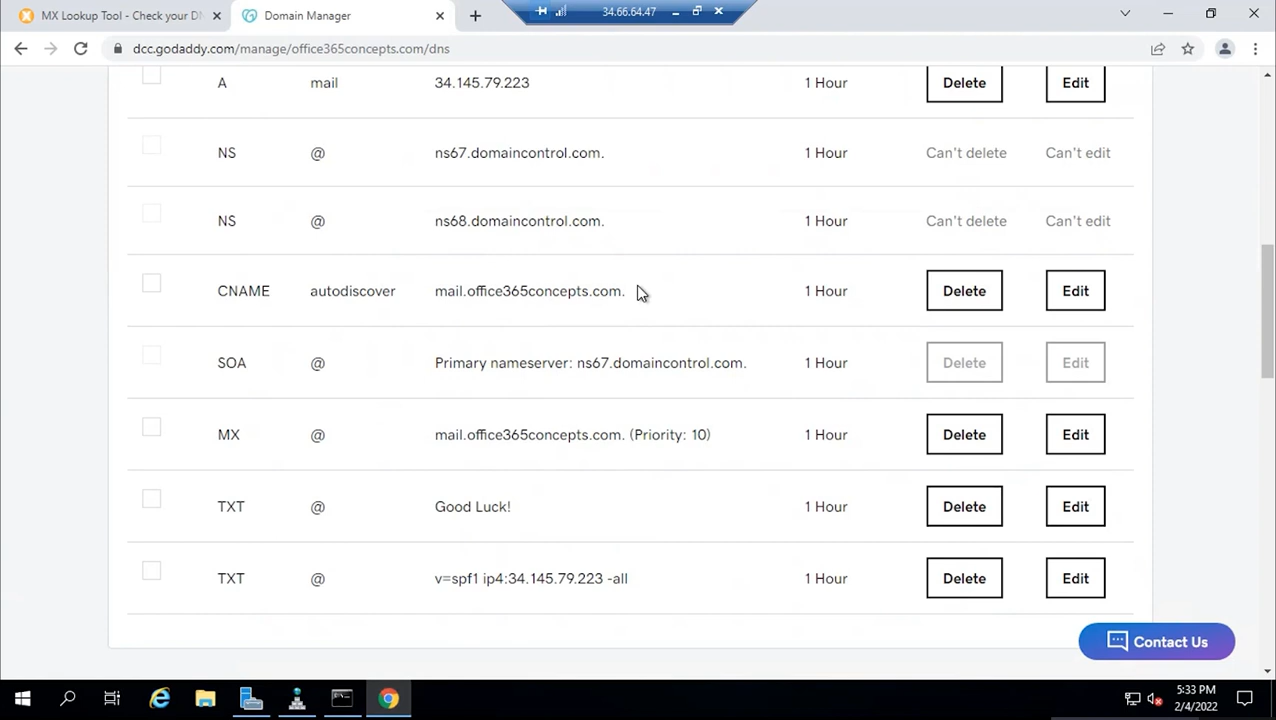 MX Lookup Tool - Check your DN
Domain Manager
34.66.64.47
dcc.godaddy.com/manage/office365concepts.com/dns
A mail 34.145.79.223 1 Hour Delete Edit
NS @ ns67.domaincontrol.com. 1 Hour Can't delete Can't edit
NS @ ns68.domaincontrol.com. 1 Hour Can't delete Can't edit
CNAME autodiscover mail.office365concepts.com. 1 Hour Delete Edit
SOA @ Primary nameserver: ns67.domaincontrol.com. 1 Hour Delete Edit
MX @ mail.office365concepts.com. (Priority: 10) 1 Hour Delete Edit
TXT @ Good Luck! 1 Hour Delete Edit
TXT @ v=spf1 ip4:34.145.79.223 -all 1 Hour Delete Edit
Contact Us
5:33 PM
2/4/2022